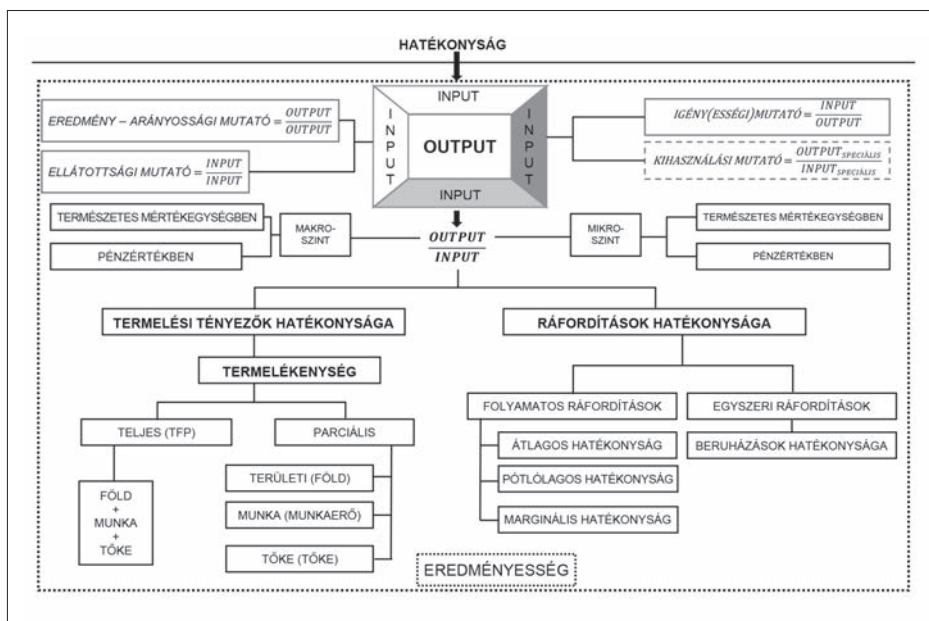 HATÉKONYSÁG
INPUT
INPUT
OUTPUT
INPUT
INPUT
EREDMÉNY – ARÁNYOSSÁGI MUTATÓ = OUTPUT / OUTPUT
ELLÁTOTTSÁGI MUTATÓ = INPUT / INPUT
IGÉNY(ESSÉGI)MUTATÓ = INPUT / OUTPUT
KIHASZNÁLÁSI MUTATÓ = OUTPUT SPECIÁLIS / INPUT SPECIÁLIS
TERMÉSZETES MÉRTÉKEGYSÉGBEN
PÉNZÉRTÉKBEN
MAKRO-
SZINT
OUTPUT
INPUT
MIKRO-
SZINT
TERMÉSZETES MÉRTÉKEGYSÉGBEN
PÉNZÉRTÉKBEN
TERMELÉSI TÉNYEZŐK HATÉKONYSÁGA
RÁFORDÍTÁSOK HATÉKONYSÁGA
TERMELÉKENYSÉG
TELJES (TFP)
PARCIÁLIS
FÖLD
+
MUNKA
+
TŐKE
TERÜLETI (FÖLD)
MUNKA (MUNKAERŐ)
TŐKE (TŐKE)
FOLYAMATOS RÁFORDÍTÁSOK
ÁTLAGOS HATÉKONYSÁG
PÓTLÓLAGOS HATÉKONYSÁG
MARGINÁLIS HATÉKONYSÁG
EGYSZERI RÁFORDÍTÁSOK
BERUHÁZÁSOK HATÉKONYSÁGA
EREDMÉNYESSÉG